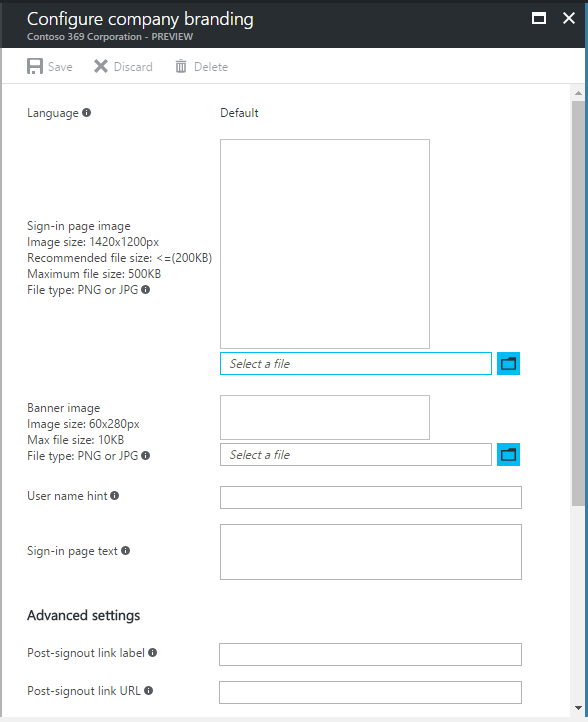 Configure company branding
Contoso 369 Corporation - PREVIEW
Save Discard Delete
Language Default
Sign-in page image
Image size: 1420x1200px
Recommended file size: <=(200KB)
Maximum file size: 500KB
File type: PNG or JPG
Select a file
Banner image
Image size: 60x280px
Max file size: 10KB
File type: PNG or JPG
Select a file
User name hint
Sign-in page text
Advanced settings
Post-signout link label
Post-signout link URL